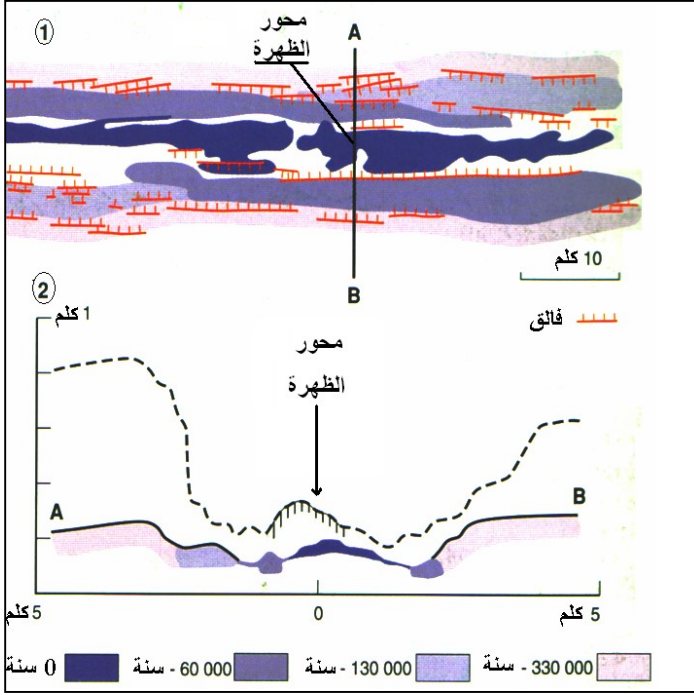 1
محور
الظهرة
A
B
10 كلم
2
1 كلم
فالق
محور
الظهرة
A
B
5 كلم
0
5 كلم
0 سنة
- 60 000 سنة
- 130 000 سنة
- 330 000 سنة